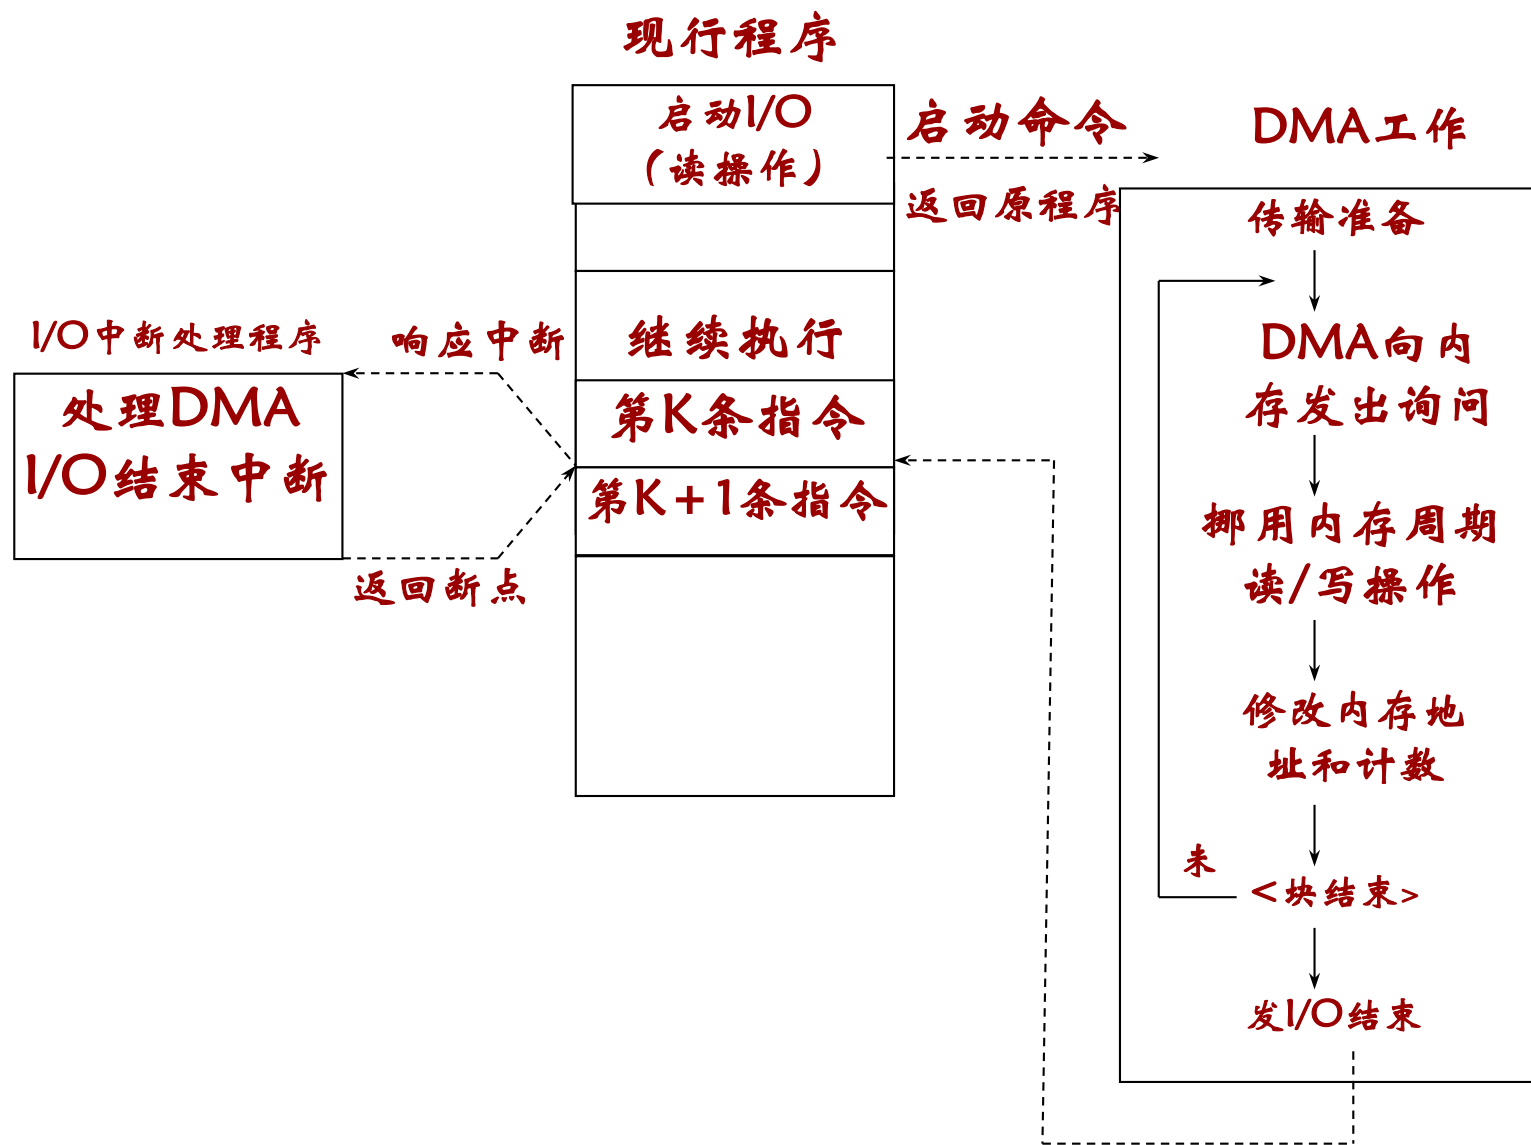 现行程序
启动I/O
（读操作）
启动命令
返回原程序
DMA工作
传输准备
DMA向内
存发出询问
挪用内存周期
读/写操作
修改内存地
址和计数
未
<块结束>
发I/O结束
继续执行
第K条指令
第K+1条指令
响应中断
返回断点
I/O中断处理程序
处理DMA
I/O结束中断